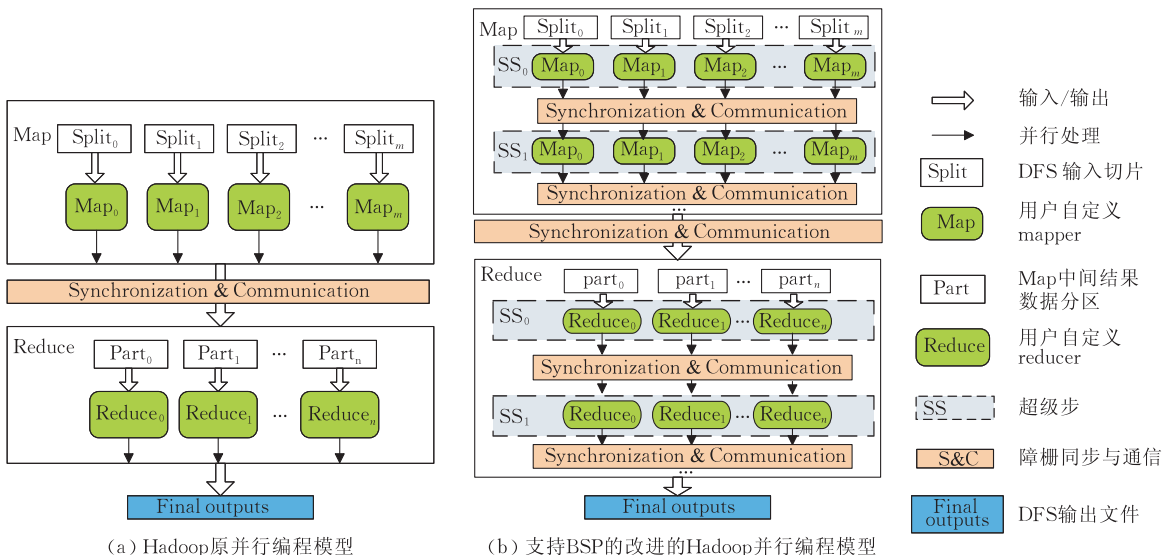 Map
Split0 Split1 Split2 ... Splitm
Map0 Map1 Map2 ... Mapm
Synchronization & Communication
Reduce
Part0 Part1 ... Partn
Reduce0 Reduce1 ... Reducen
Final outputs
(a) Hadoop原并行编程模型
Map
Split0 Split1 Split2 ... Splitm
SS0 Map0 Map1 Map2 ... Mapm
Synchronization & Communication
SS1 Map0 Map1 Map2 ... Mapm
Synchronization & Communication
...
Synchronization & Communication
Reduce
part0 part1 ... partn
SS0 Reduce0 Reduce1 ... Reducen
Synchronization & Communication
SS1 Reduce0 Reduce1 ... Reducen
Synchronization & Communication
...
Final outputs
(b) 支持BSP的改进的Hadoop并行编程模型
输入/输出
并行处理
Split DFS 输入切片
Map 用户自定义
mapper
Part Map中间结果
数据分区
Reduce 用户自定义
reducer
SS 超级步
S&C 障栅同步与通信
Final
outputs DFS输出文件